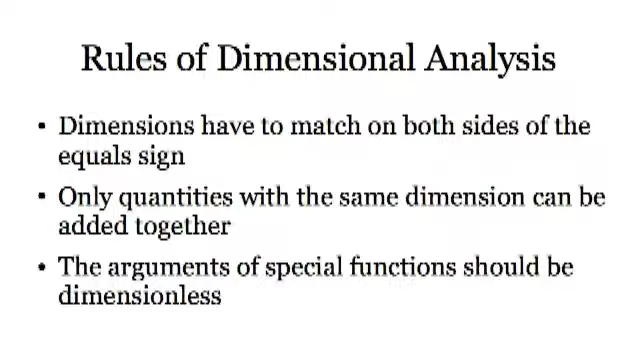 Rules of Dimensional Analysis
• Dimensions have to match on both sides of the
equals sign
• Only quantities with the same dimension can be
added together
• The arguments of special functions should be
dimensionless